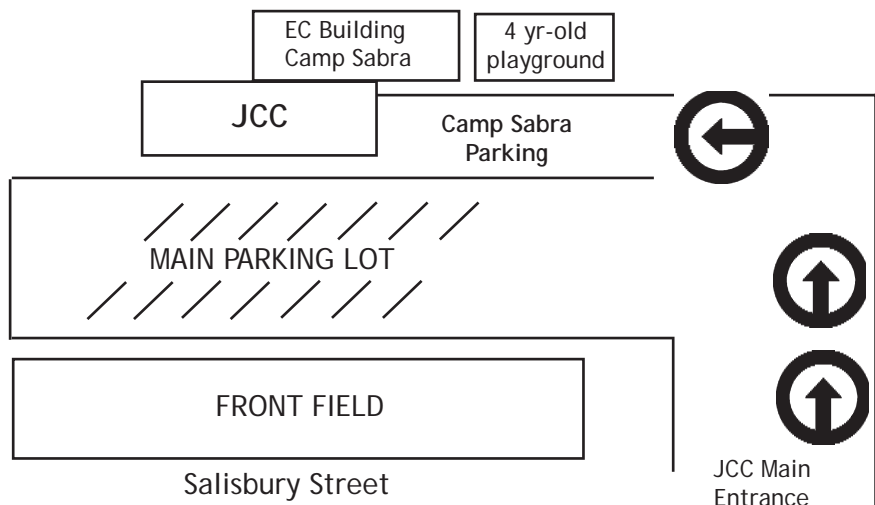 EC Building
Camp Sabra
4 yr-old
playground
JCC
Camp Sabra
Parking
MAIN PARKING LOT
FRONT FIELD
Salisbury Street
JCC Main
Entrance